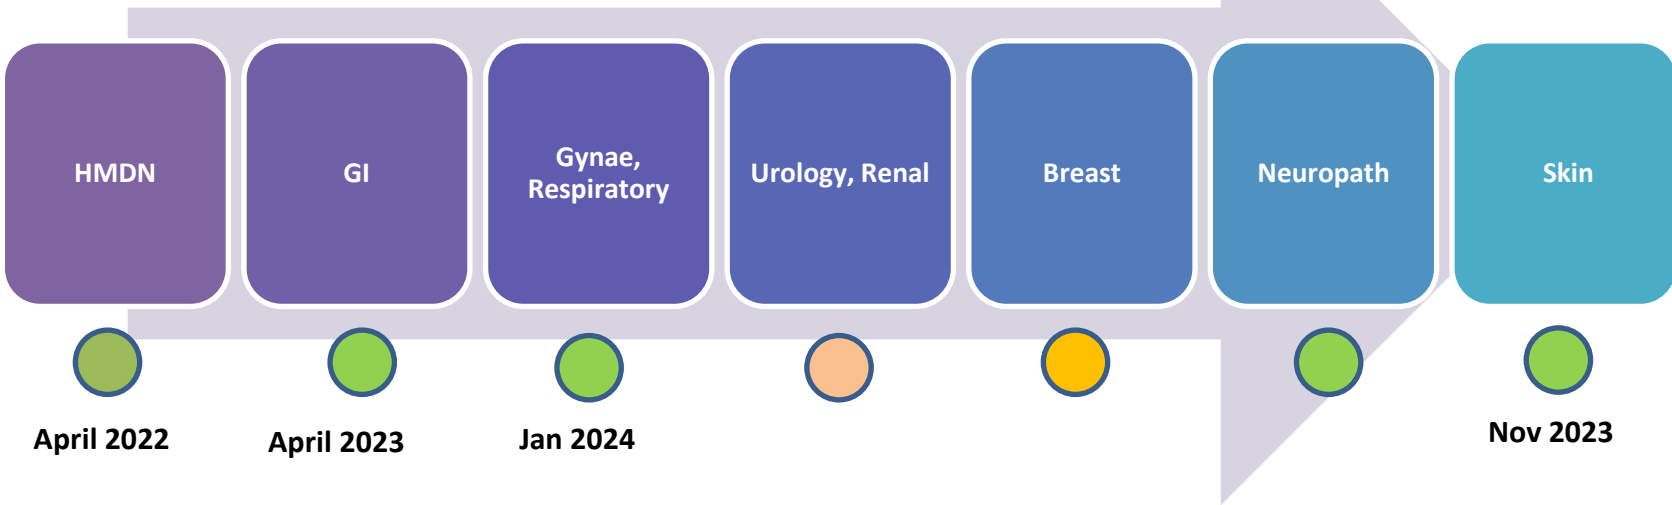 HMDN
GI
Gynae,
Respiratory
Urology, Renal
Breast
Neuropath
Skin
April 2022
April 2023
Jan 2024
Nov 2023